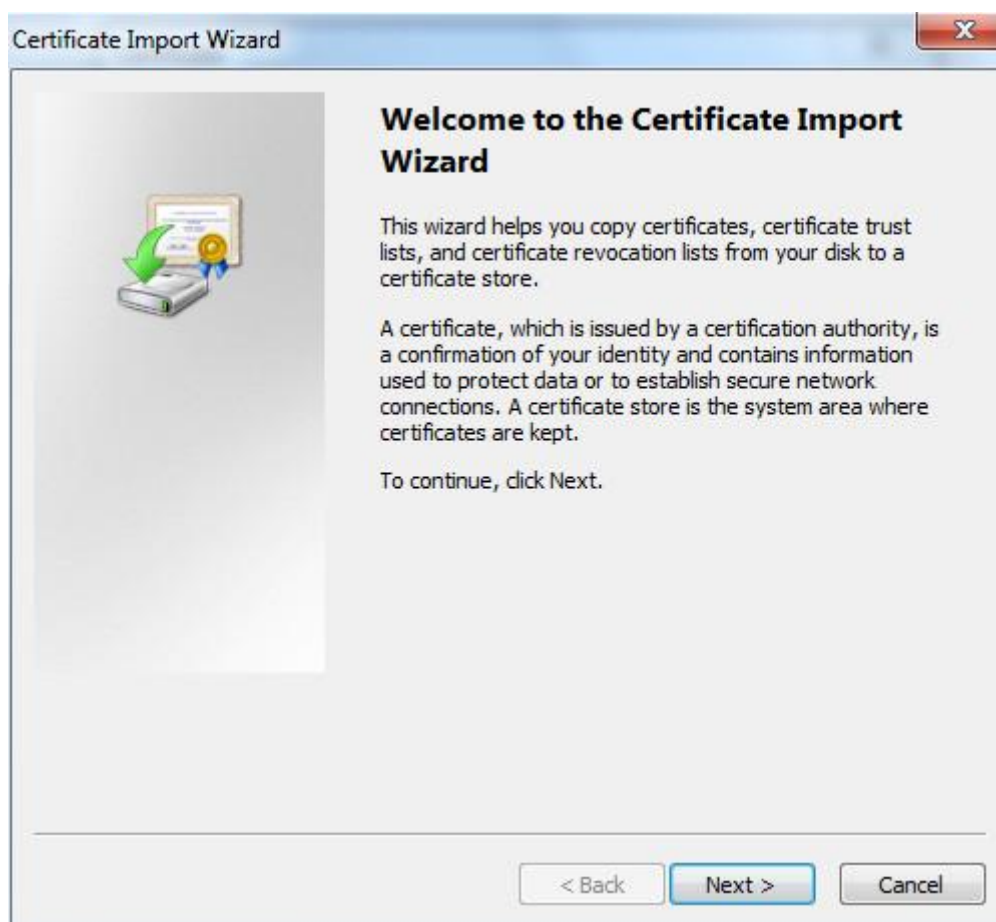 Certificate Import Wizard
X
Welcome to the Certificate Import
Wizard
This wizard helps you copy certificates, certificate trust
lists, and certificate revocation lists from your disk to a
certificate store.
A certificate, which is issued by a certification authority, is
a confirmation of your identity and contains information
used to protect data or to establish secure network
connections. A certificate store is the system area where
certificates are kept.
To continue, click Next.
< Back Next > Cancel